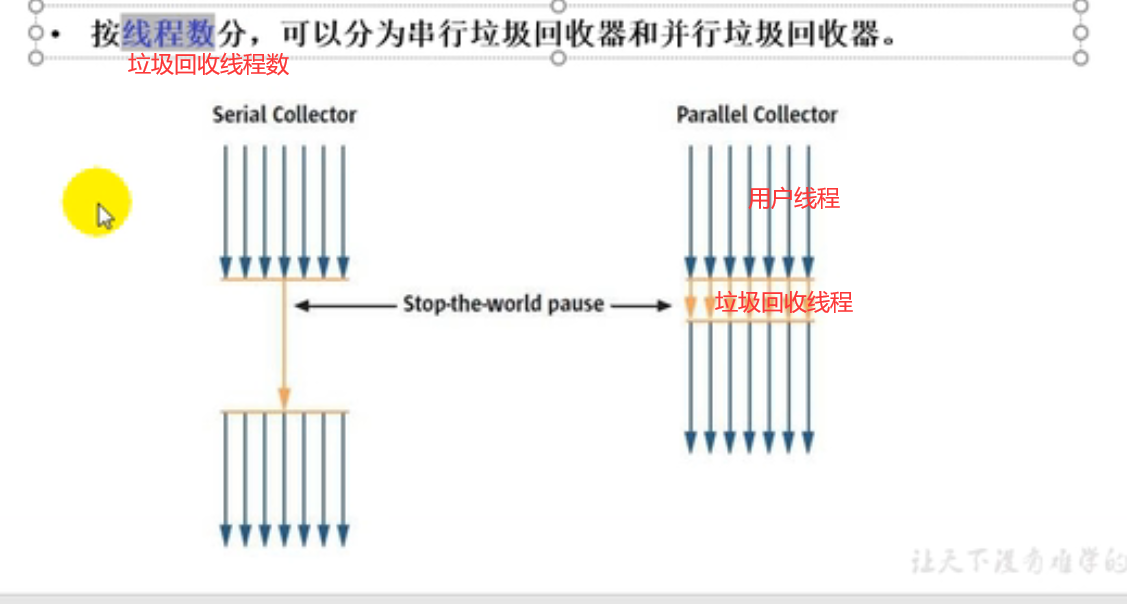 • 按线程数分，可以分为串行垃圾回收器和并行垃圾回收器。
垃圾回收线程数
Serial Collector
Parallel Collector
用户线程
Stop-the-world pause
垃圾回收线程
让天下没有难学的